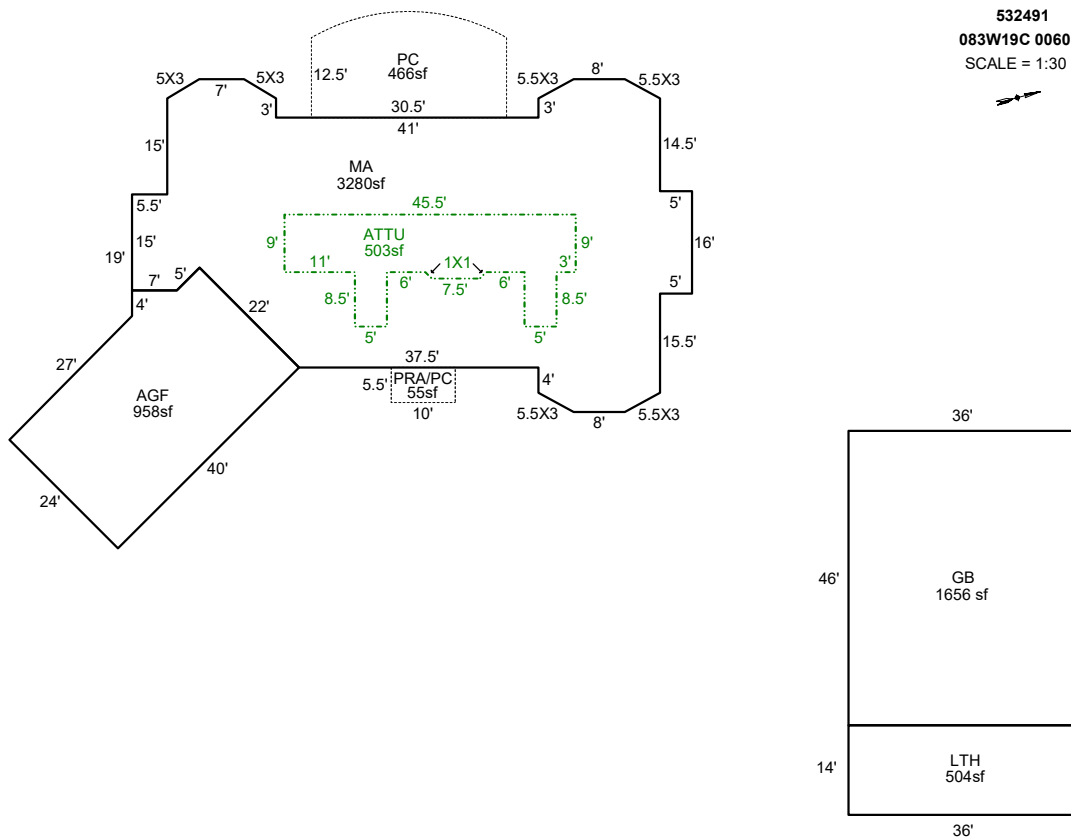 532491
083W19C 0060
SCALE = 1:30
PC
466sf
12.5'
30.5'
41'
5X3
7'
5X3
3'
5.5X3
8'
5.5X3
3'
15'
14.5'
MA
3280sf
5.5'
5'
45.5'
ATTU
503sf
9'
9'
15'
19'
16'
11'
1X1
3'
6'
7.5'
6'
7'
5'
4'
8.5'
8.5'
5'
22'
5'
5'
15.5'
27'
37.5'
5.5'
PRA/PC
55sf
10'
4'
5.5X3
8'
5.5X3
AGF
958sf
40'
24'
36'
46'
GB
1656 sf
14'
LTH
504sf
36'